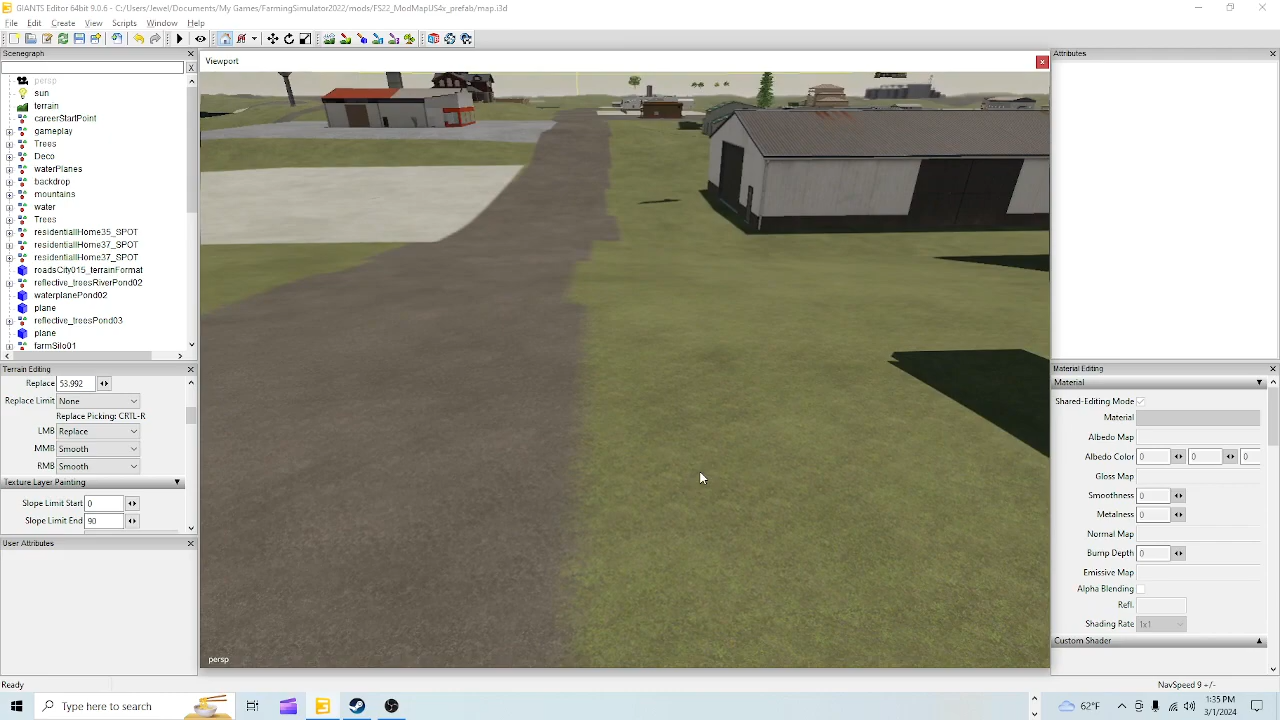 GIANTS Editor 64bit 9.0.6 - C:/Users/Jewel/Documents/My Games/FarmingSimulator2022/mods/FS22_ModMapUS4x_prefab/map.i3d
File Edit Create View Scripts Window Help
Scenegraph
X
persp
sun
terrain
careerStartPoint
gameplay
Trees
Deco
waterPlanes
backdrop
mountains
water
Trees
residentiallHome35_SPOT
residentiallHome37_SPOT
residentiallHome37_SPOT
roadsCity015_terrainFormat
reflective_treesRiverPond02
waterplanePond02
plane
reflective_treesPond03
plane
farmSilo01
Terrain Editing
Replace 53.992
Replace Limit None
Replace Picking: CRTL-R
LMB Replace
MMB Smooth
RMB Smooth
Texture Layer Painting
Slope Limit Start 0
Slope Limit End 90
User Attributes
Ready
Viewport
persp
Attributes
Material Editing
Material
Shared-Editing Mode
Material
Albedo Map
Albedo Color 0 0 0
Gloss Map
Smoothness 0
Metalness 0
Normal Map
Bump Depth 0
Emissive Map
Alpha Blending
Refl.
Shading Rate 1x1
Custom Shader
NavSpeed 9 +/-
Type here to search
62°F
1:35 PM
3/1/2024